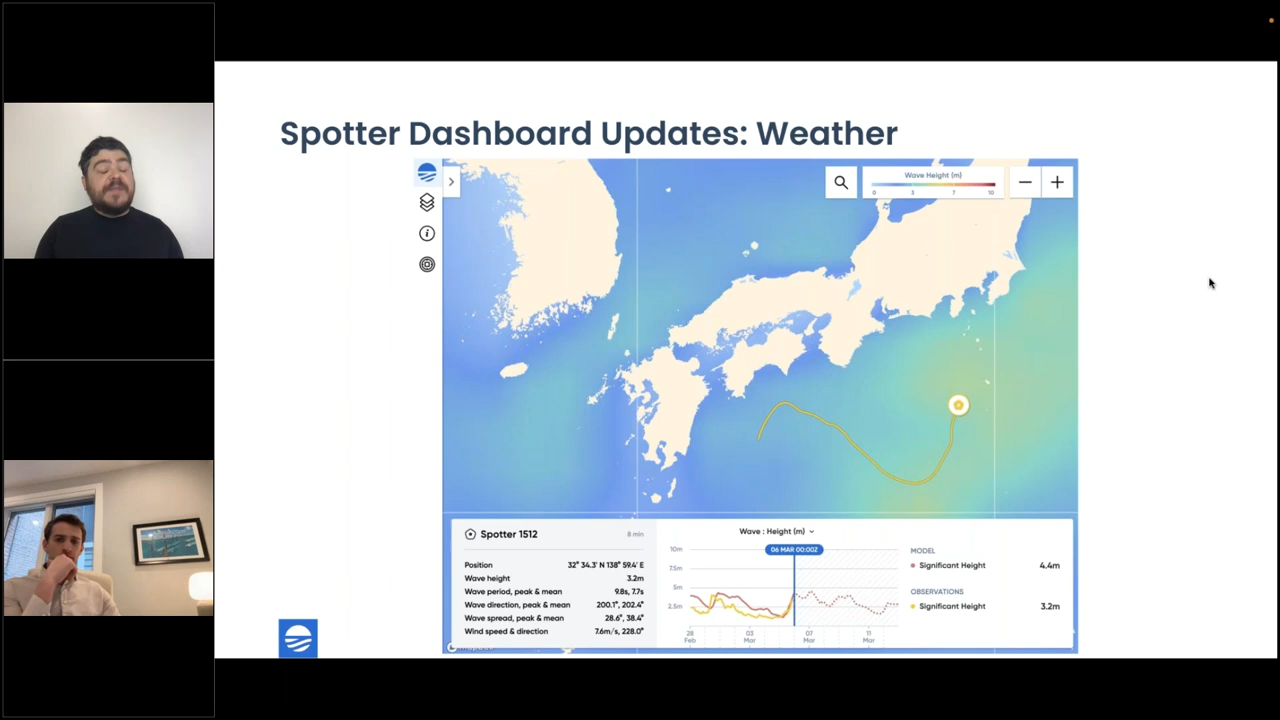 Spotter Dashboard Updates: Weather
Wave Height (m)
0 3 7 10
Spotter 1512
8 min
Position 32° 34.3' N 138° 59.4' E
Wave height 3.2m
Wave period, peak & mean 9.8s, 7.7s
Wave direction, peak & mean 200.1°, 202.4°
Wave spread, peak & mean 28.6°, 38.4°
Wind speed & direction 7.6m/s, 228.0°
Wave : Height (m)
06 MAR 00:00Z
10m
7.5m
5m
2.5m
28 03 07 11
Feb Mar Mar Mar
MODEL
Significant Height 4.4m
OBSERVATIONS
Significant Height 3.2m